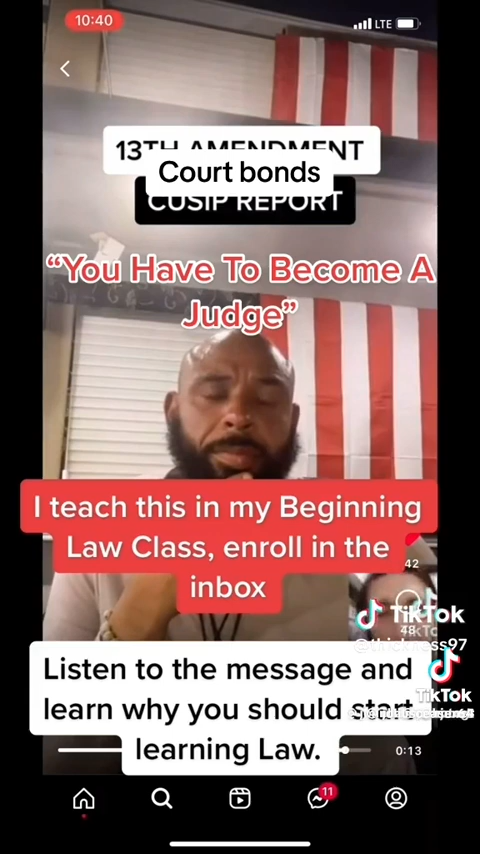 10:40
LTE
13TH AMENDMENT
Court bonds
CUSIP REPORT
“You Have To Become A
Judge”
I teach this in my Beginning
Law Class, enroll in the
inbox
42
48
TikTok
Listen to the message and
learn why you should start
learning Law.
TikTok
0:13
11